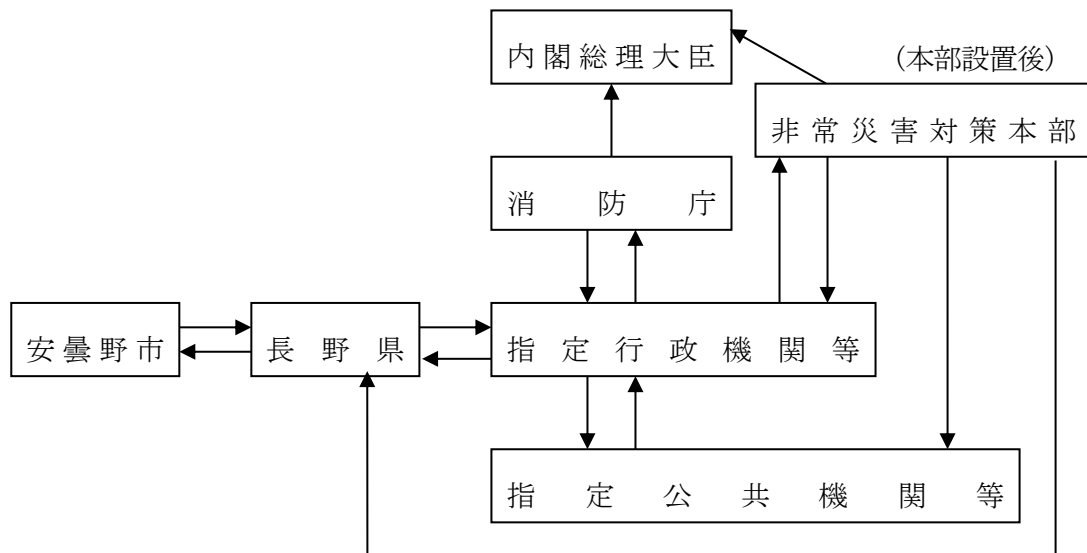 内閣総理大臣
(本部設置後)
非常災害対策本部
消防庁
安曇野市
長野県
指定行政機関等
指定公共機関等